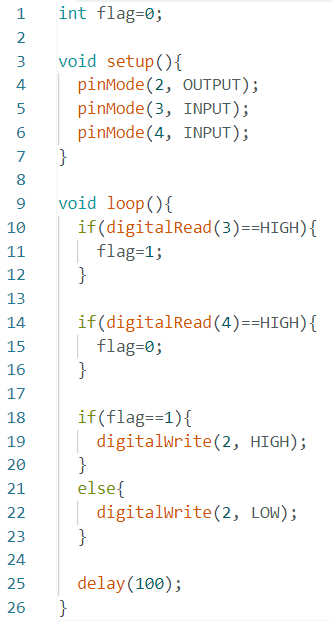 1 int flag=0;
2
3 void setup(){
4   pinMode(2, OUTPUT);
5   pinMode(3, INPUT);
6   pinMode(4, INPUT);
7 }
8
9 void loop(){
10   if(digitalRead(3)==HIGH){
11     flag=1;
12   }
13
14   if(digitalRead(4)==HIGH){
15     flag=0;
16   }
17
18   if(flag==1){
19     digitalWrite(2, HIGH);
20   }
21   else{
22     digitalWrite(2, LOW);
23   }
24
25   delay(100);
26 }